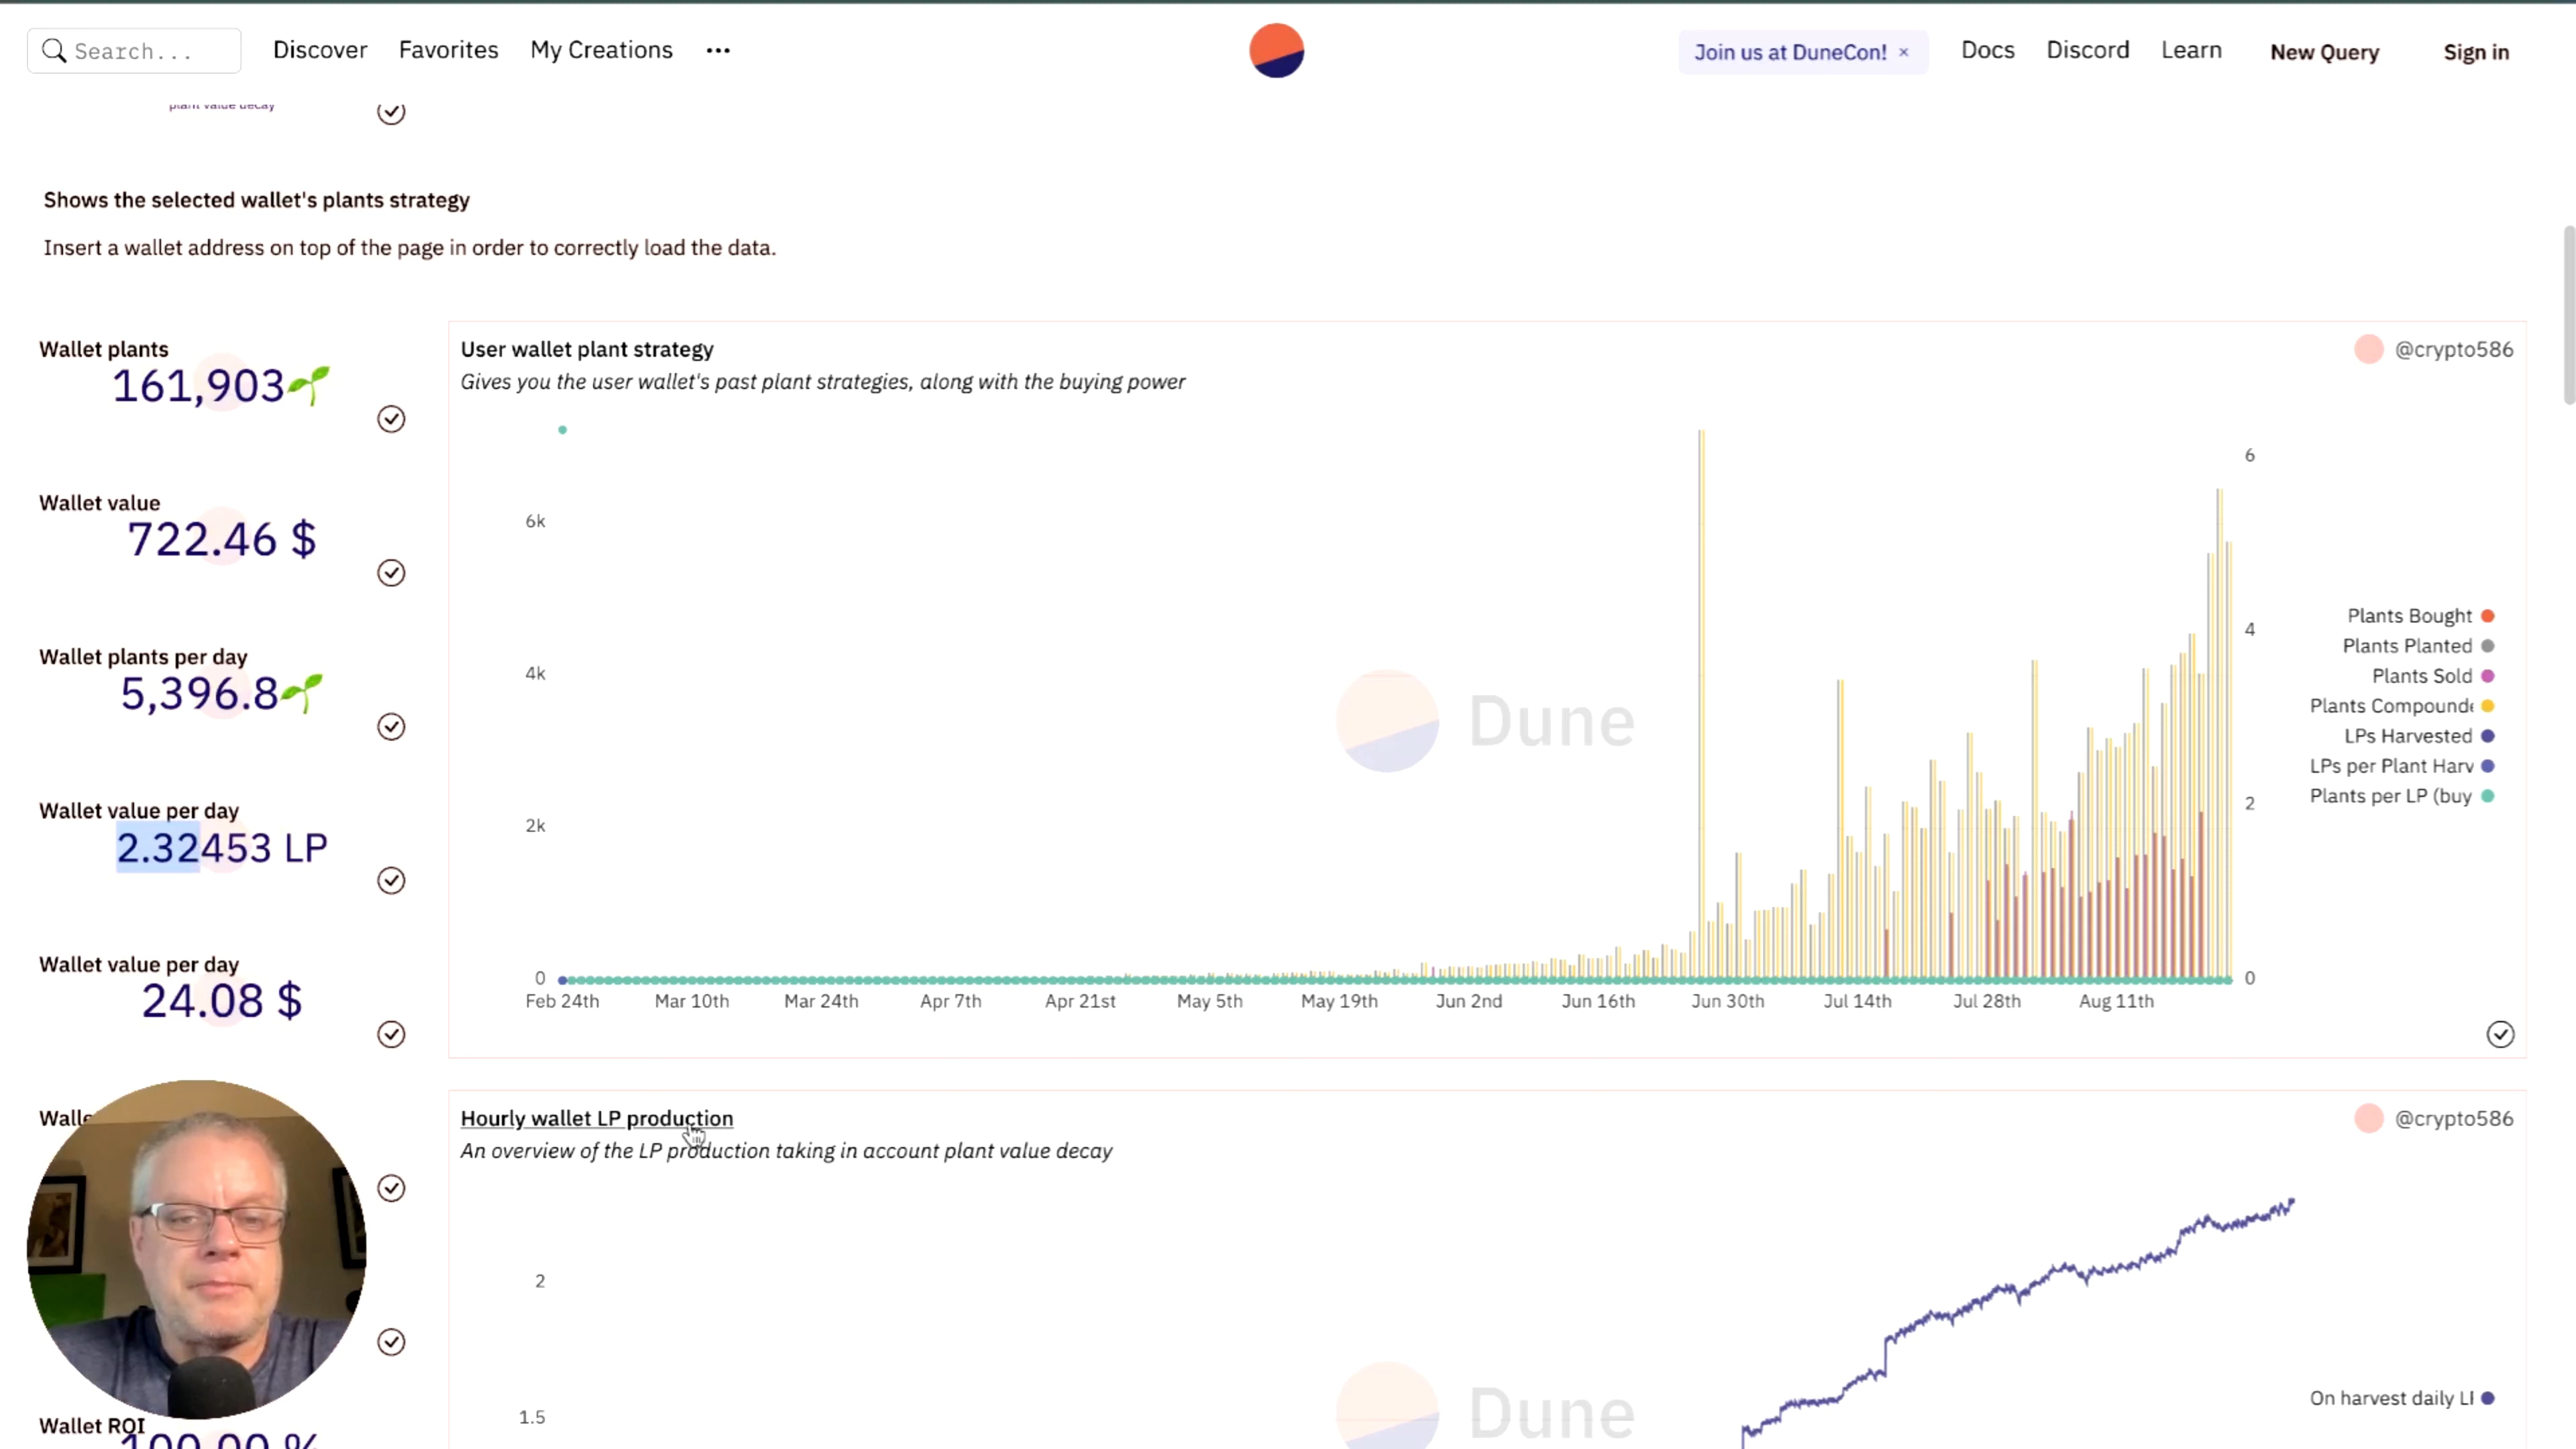 Search...
Discover
Favorites
My Creations
Join us at DuneCon! ×
Docs
Discord
Learn
New Query
Sign in
plant value decay
Shows the selected wallet's plants strategy
Insert a wallet address on top of the page in order to correctly load the data.
Wallet plants
161,903
Wallet value
722.46 $
Wallet plants per day
5,396.8
Wallet value per day
2.32453 LP
Wallet value per day
24.08 $
Walle
Wallet ROI
100.00 %
User wallet plant strategy
@crypto586
Gives you the user wallet's past plant strategies, along with the buying power
6k
4k
2k
0
6
4
2
0
Dune
Feb 24th
Mar 10th
Mar 24th
Apr 7th
Apr 21st
May 5th
May 19th
Jun 2nd
Jun 16th
Jun 30th
Jul 14th
Jul 28th
Aug 11th
Plants Bought
Plants Planted
Plants Sold
Plants Compounde
LPs Harvested
LPs per Plant Harv
Plants per LP (buy
Hourly wallet LP production
@crypto586
An overview of the LP production taking in account plant value decay
2
1.5
Dune
On harvest daily LI